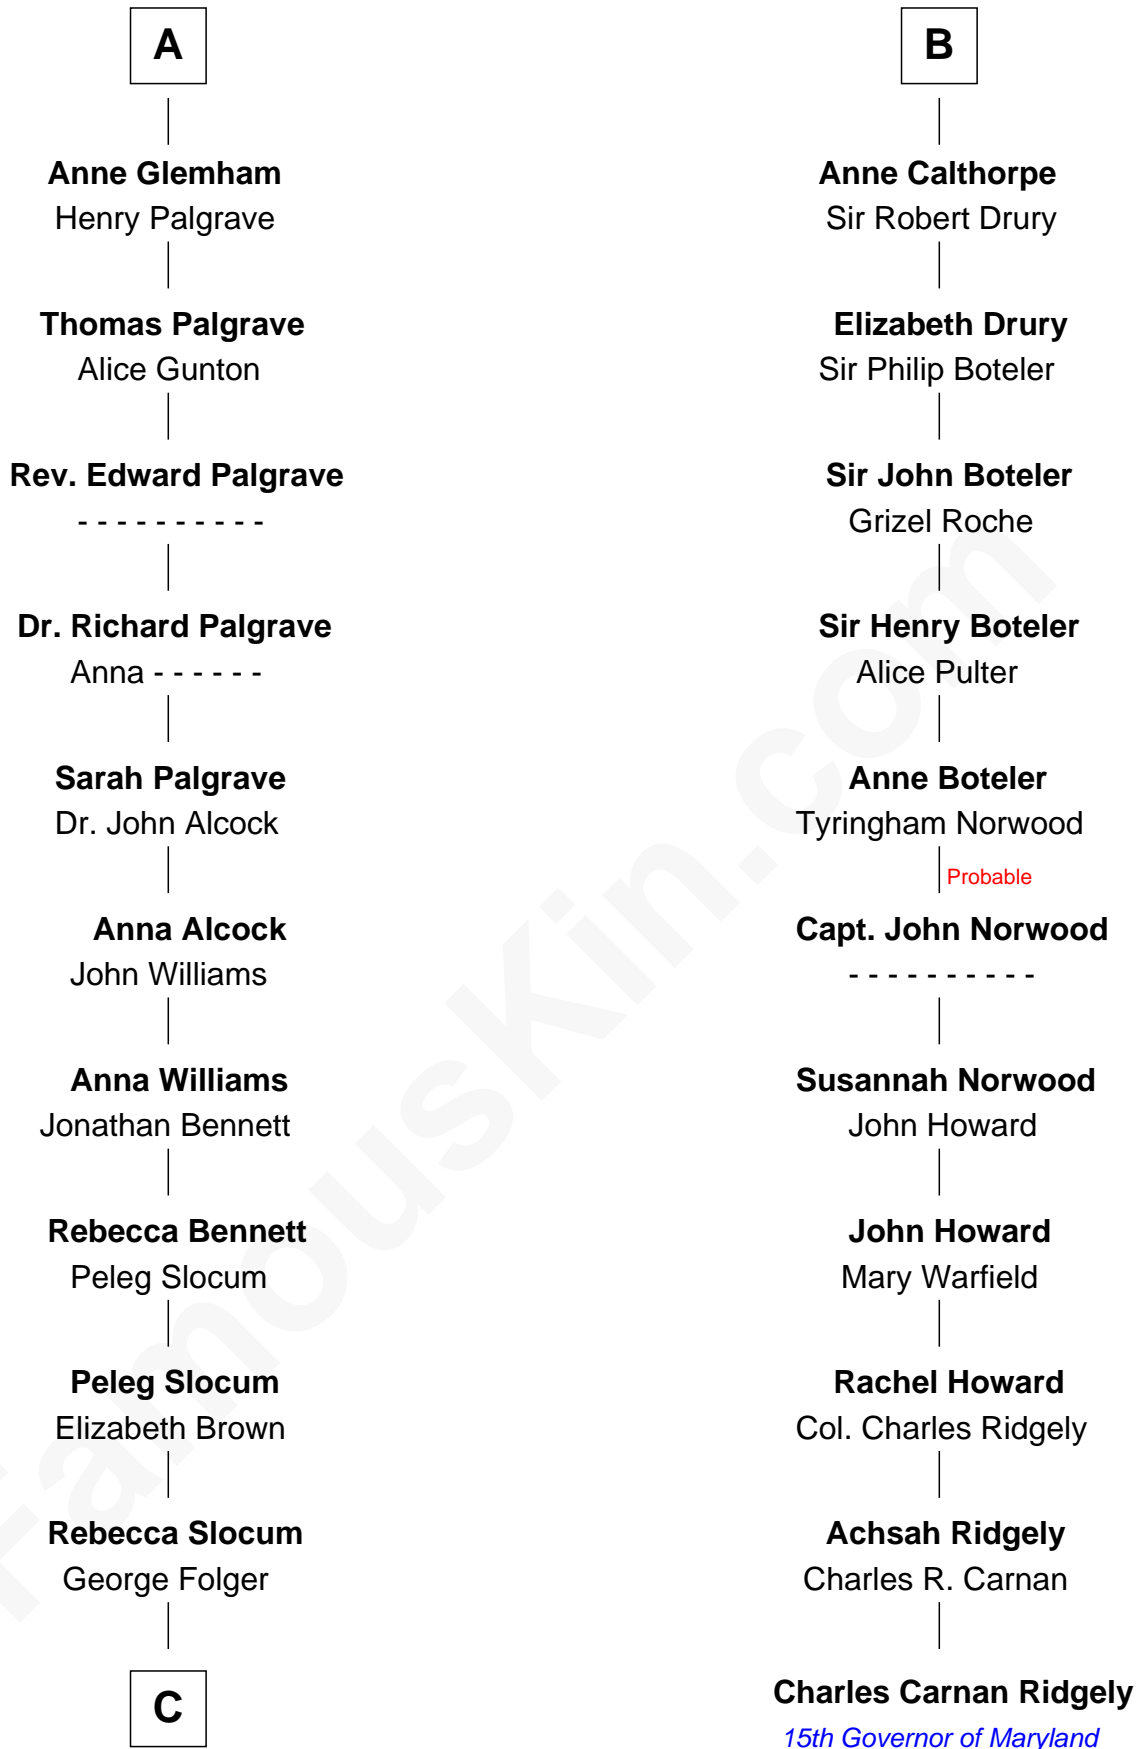 A
Anne Glemham
Henry Palgrave
Thomas Palgrave
Alice Gunton
Rev. Edward Palgrave
- - - - - - - - - -
Dr. Richard Palgrave
Anna - - - - - -
Sarah Palgrave
Dr. John Alcock
Anna Alcock
John Williams
Anna Williams
Jonathan Bennett
Rebecca Bennett
Peleg Slocum
Peleg Slocum
Elizabeth Brown
Rebecca Slocum
George Folger
C
B
Anne Calthorpe
Sir Robert Drury
Elizabeth Drury
Sir Philip Boteler
Sir John Boteler
Grizel Roche
Sir Henry Boteler
Alice Pulter
Anne Boteler
Tyringham Norwood
Probable
Capt. John Norwood
- - - - - - - - - -
Susannah Norwood
John Howard
John Howard
Mary Warfield
Rachel Howard
Col. Charles Ridgely
Achsah Ridgely
Charles R. Carnan
Charles Carnan Ridgely
15th Governor of Maryland
FamousKin.com